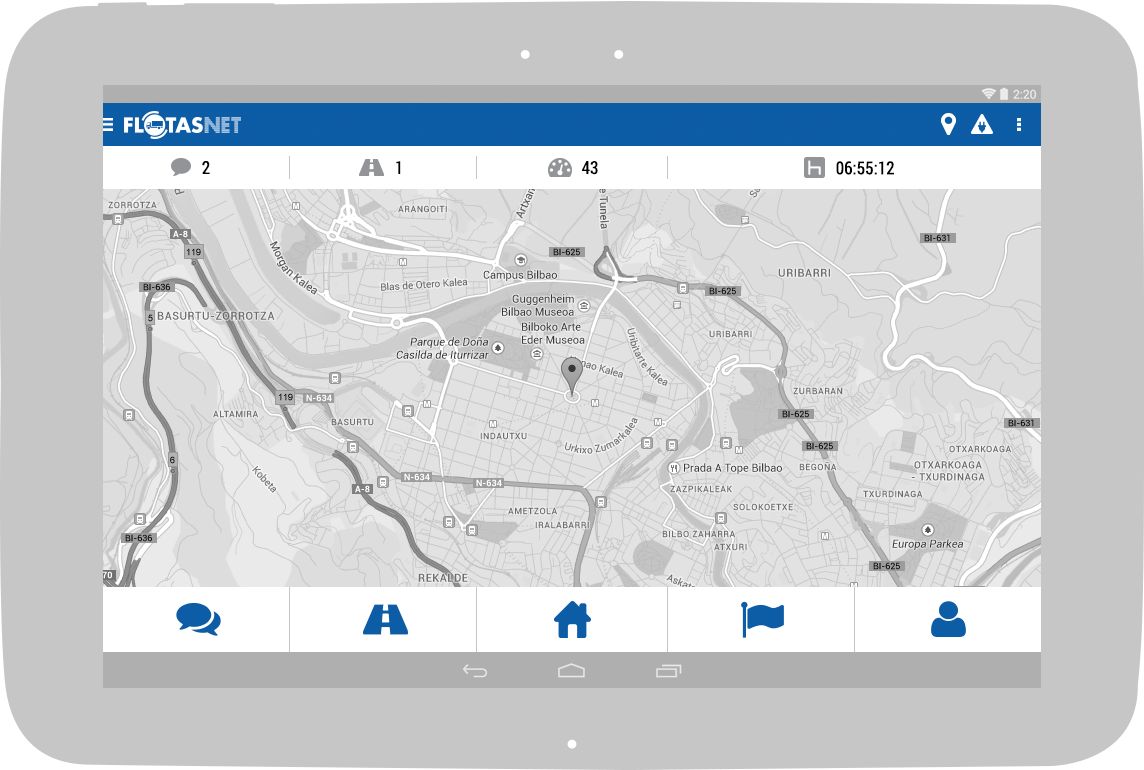 2:20
FLOTASNET
2
1
43
06:55:12
ZORROTZA
ARANGOITI
Artxan
e Tunela
A-8
119
Morgan Kalea
BI-625
BI-631
Campus Bilbao
URIBARRI
BI-636
Blas de Otero Kalea
BI-625
Guggenheim
Bilbao Museoa
5
BASURTU-ZORROTZA
Bilboko Arte
Eder Museoa
Uribitarte Kalea
URIBARRI
Parque de Doña
Casilda de Iturrizar
pao Kalea
ZURBARAN
119
N-634
ALTAMIRA
BASURTU
M
M
BI-625
BI-631
M
M
INDAUTXU
Urkixo Zumarkalea
M
BI-625
OTXARKOAGA
6
Kobeta
Prada A Tope Bilbao
BEGOÑA
OTXARKOAGA
- TXURDINAGA
A-8
N-634
N-634
ZAZPIKALEAK
TXURDINAGA
AMETZOLA
IRALABARRI
SOLOKOETXE
BI-636
BILBO ZAHARRA
ATXURI
M
Europa Parkea
70
REKALDE
Askat
BI-625